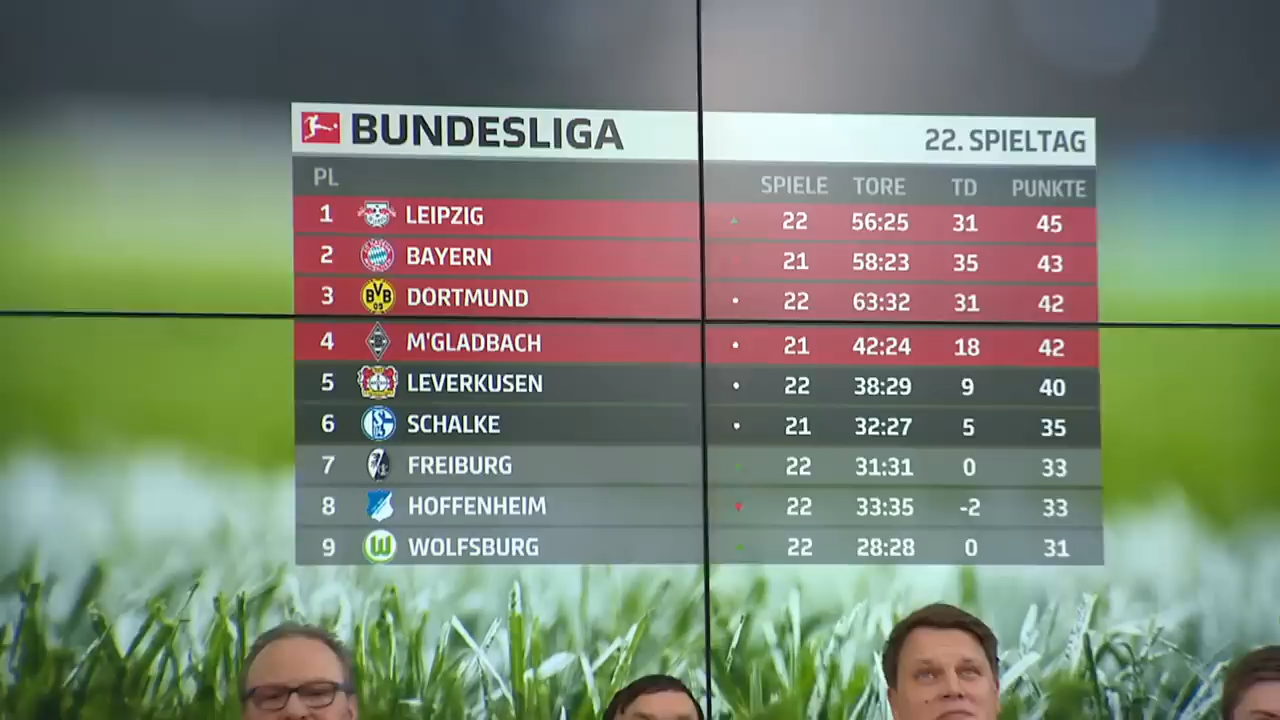 BUNDESLIGA 22. SPIELTAG
PL SPIELE TORE TD PUNKTE
1 LEIPZIG 22 56:25 31 45
2 BAYERN 21 58:23 35 43
3 BVB 09 DORTMUND 22 63:32 31 42
4 M'GLADBACH 21 42:24 18 42
5 LEVERKUSEN 22 38:29 9 40
6 SCHALKE 21 32:27 5 35
7 FREIBURG 22 31:31 0 33
8 HOFFENHEIM 22 33:35 -2 33
9 W WOLFSBURG 22 28:28 0 31